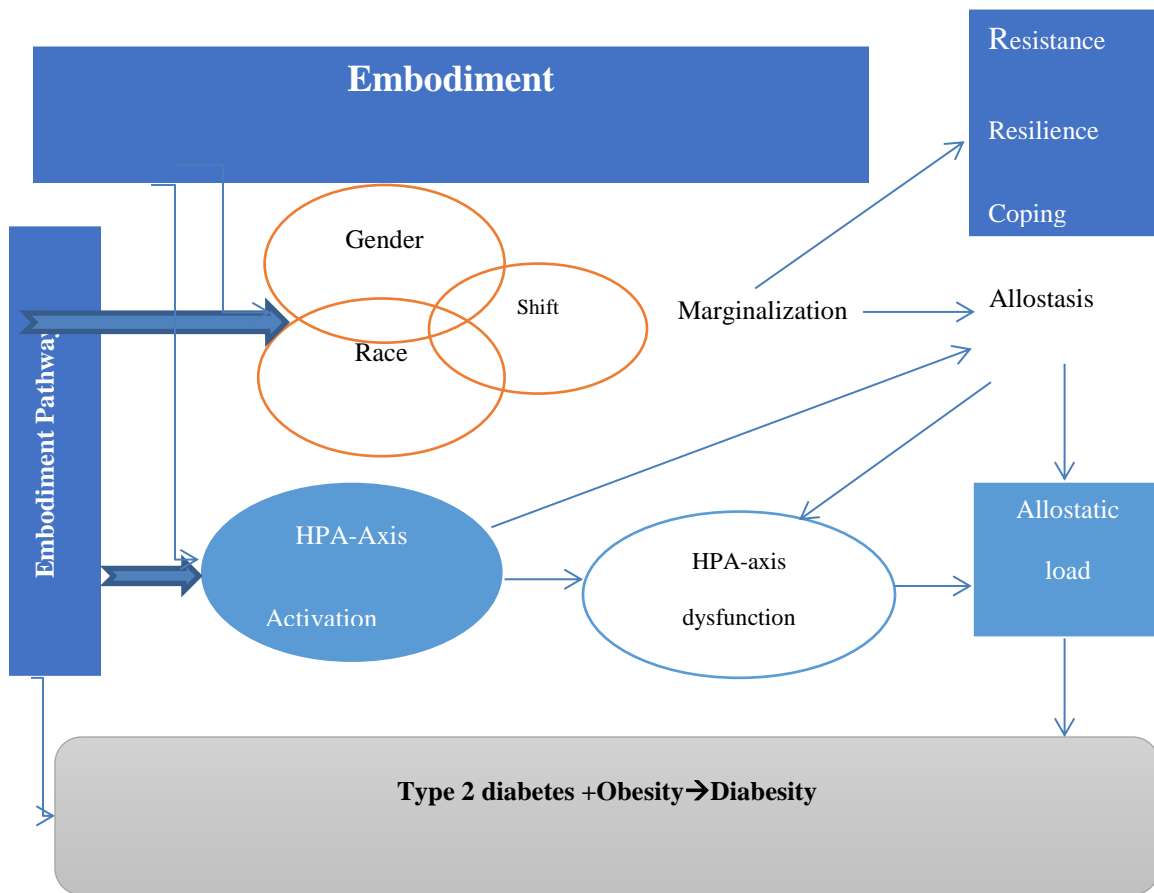 Embodiment
Resistance
Resilience
Coping
Embodiment Pathway
Gender
Shift
Race
Marginalization
Allostasis
HPA-Axis
Activation
HPA-axis
dysfunction
Allostatic
load
Type 2 diabetes +Obesity→Diabesity